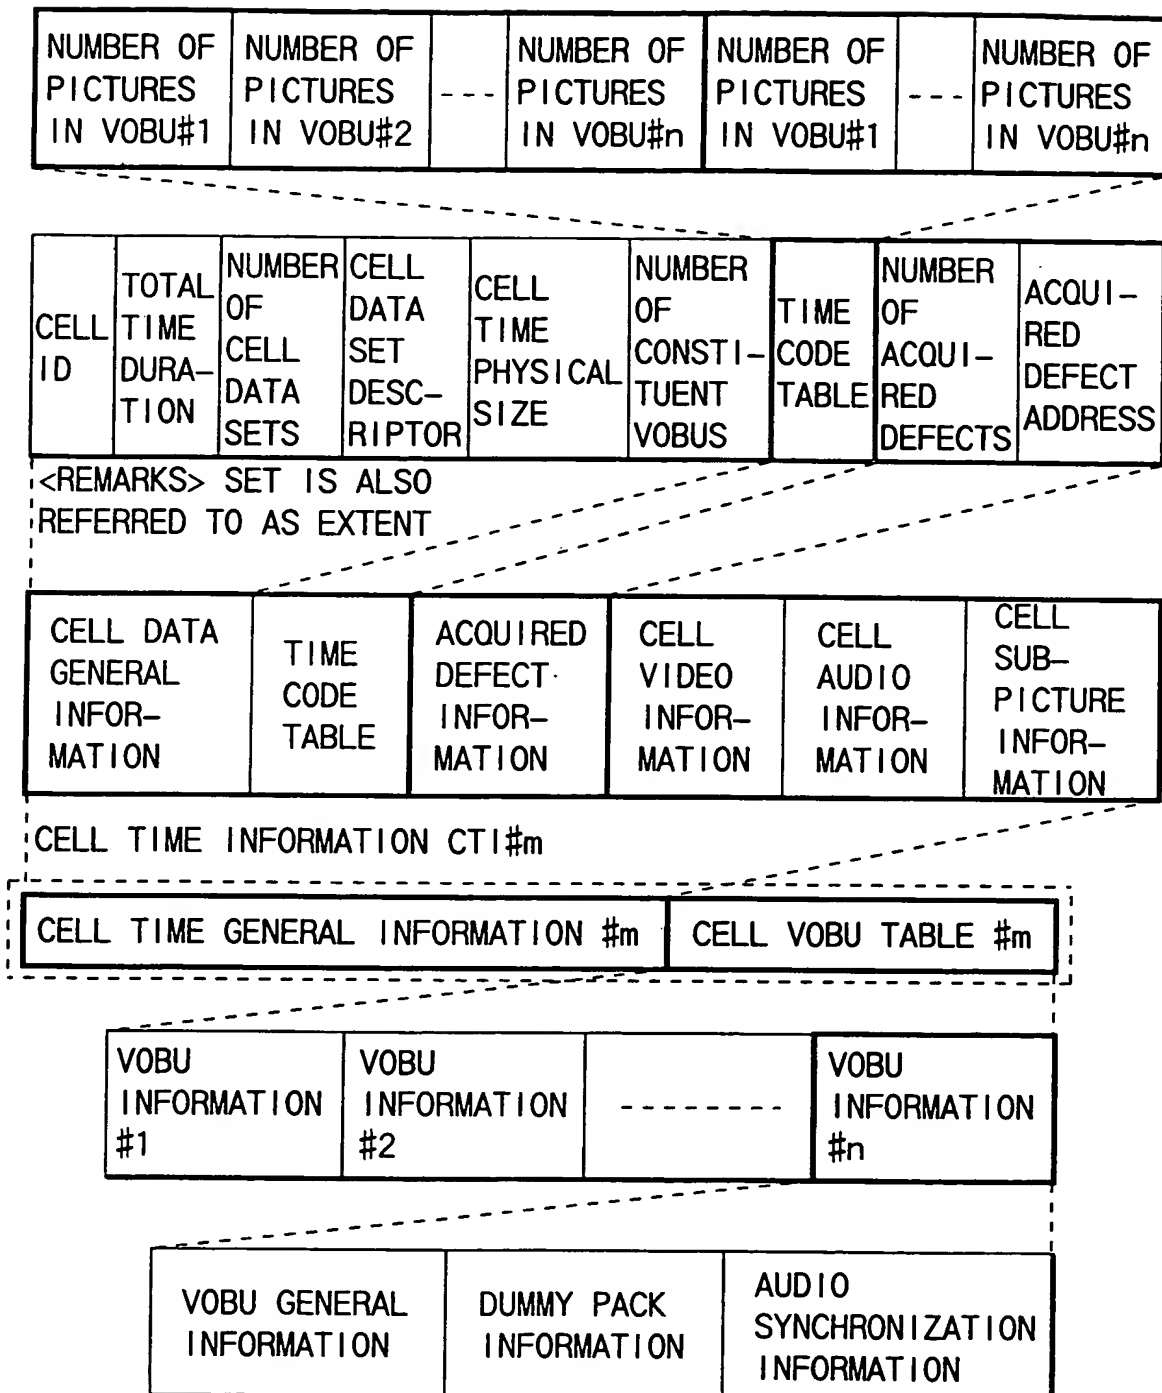 NUMBER OF
PICTURES
IN VOBU#1
NUMBER OF
PICTURES
IN VOBU#2
NUMBER OF
PICTURES
IN VOBU#n
NUMBER OF
PICTURES
IN VOBU#1
NUMBER OF
PICTURES
IN VOBU#n
CELL
ID
TOTAL
TIME
DURA-
TION
NUMBER
OF
CELL
DATA
SETS
CELL
DATA
SET
DESC-
RIPTOR
CELL
TIME
PHYSICAL
SIZE
NUMBER
OF
CONSTI-
TUENT
VOBUS
TIME
CODE
TABLE
NUMBER
OF
ACQUI-
RED
DEFECTS
ACQUI-
RED
DEFECT
ADDRESS
<REMARKS> SET IS ALSO
REFERRED TO AS EXTENT
CELL DATA
GENERAL
INFOR-
MATION
TIME
CODE
TABLE
ACQUIRED
DEFECT
INFOR-
MATION
CELL
VIDEO
INFOR-
MATION
CELL
AUDIO
INFOR-
MATION
CELL
SUB-
PICTURE
INFOR-
MATION
CELL TIME INFORMATION CTI#m
CELL TIME GENERAL INFORMATION #m
CELL VOBU TABLE #m
VOBU
INFORMATION
#1
VOBU
INFORMATION
#2
VOBU
INFORMATION
#n
VOBU GENERAL
INFORMATION
DUMMY PACK
INFORMATION
AUDIO
SYNCHRONIZATION
INFORMATION